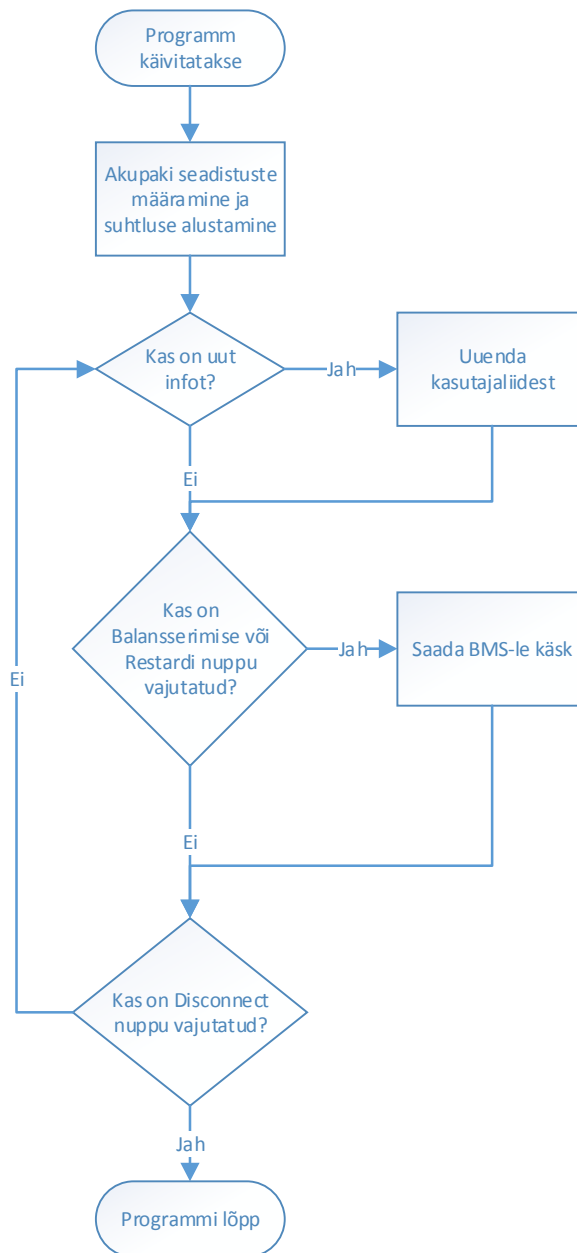 Programm
käivitatakse
Akupaki seadistuste
määramine ja
suhtluse alustamine
Kas on uut
infot?
Jah
Uuenda
kasutajaliidest
Ei
Kas on
Balansserimise või
Restardi nuppu
vajutatud?
Jah
Saada BMS-le käsk
Ei
Ei
Kas on Disconnect
nuppu vajutatud?
Jah
Programmi lõpp